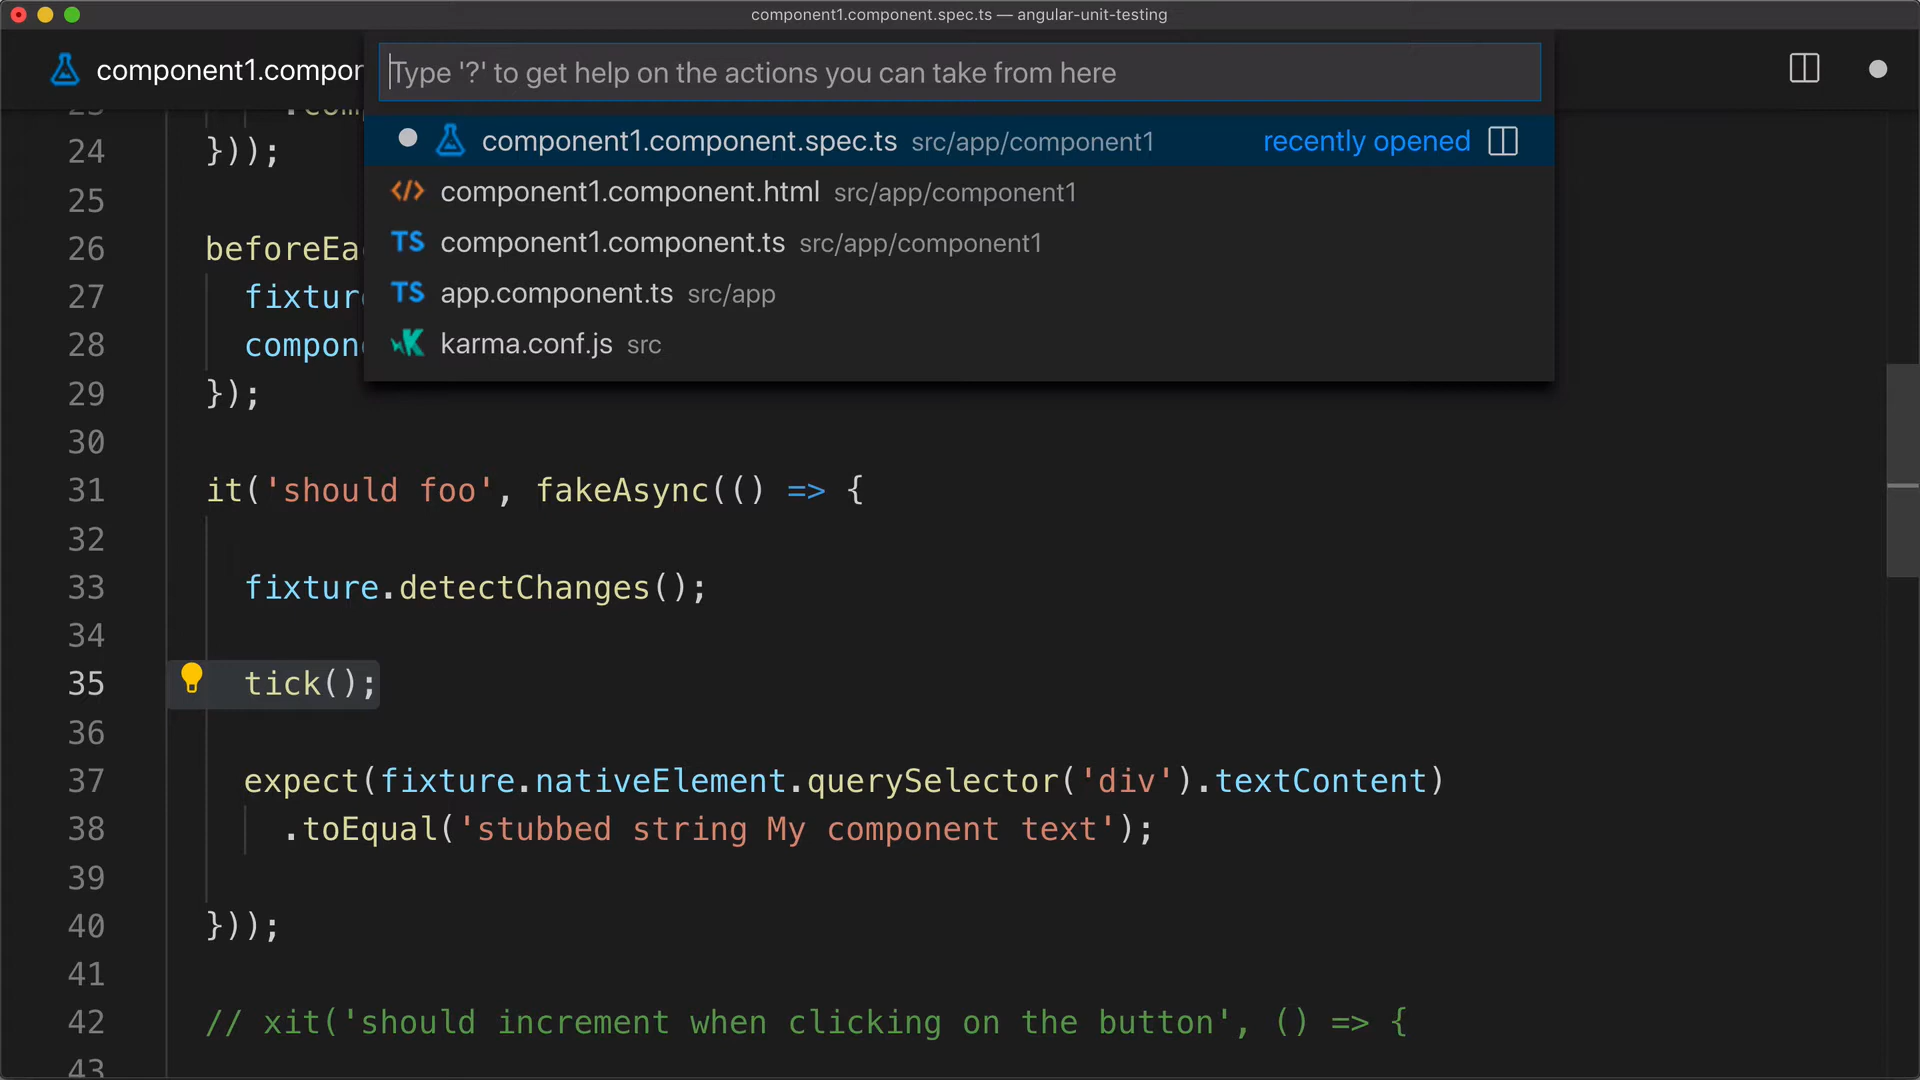 component1.component.spec.ts — angular-unit-testing
component1.compor
Type '?' to get help on the actions you can take from here
component1.component.spec.ts src/app/component1 recently opened
</> component1.component.html src/app/component1
TS component1.component.ts src/app/component1
TS app.component.ts src/app
K karma.conf.js src
23
24 }));
25
26 beforeEa
27 fixture
28 compon
29 });
30
31 it('should foo', fakeAsync(() => {
32
33 fixture.detectChanges();
34
35 tick();
36
37 expect(fixture.nativeElement.querySelector('div').textContent)
38 .toEqual('stubbed string My component text');
39
40 }));
41
42 // xit('should increment when clicking on the button', () => {
43